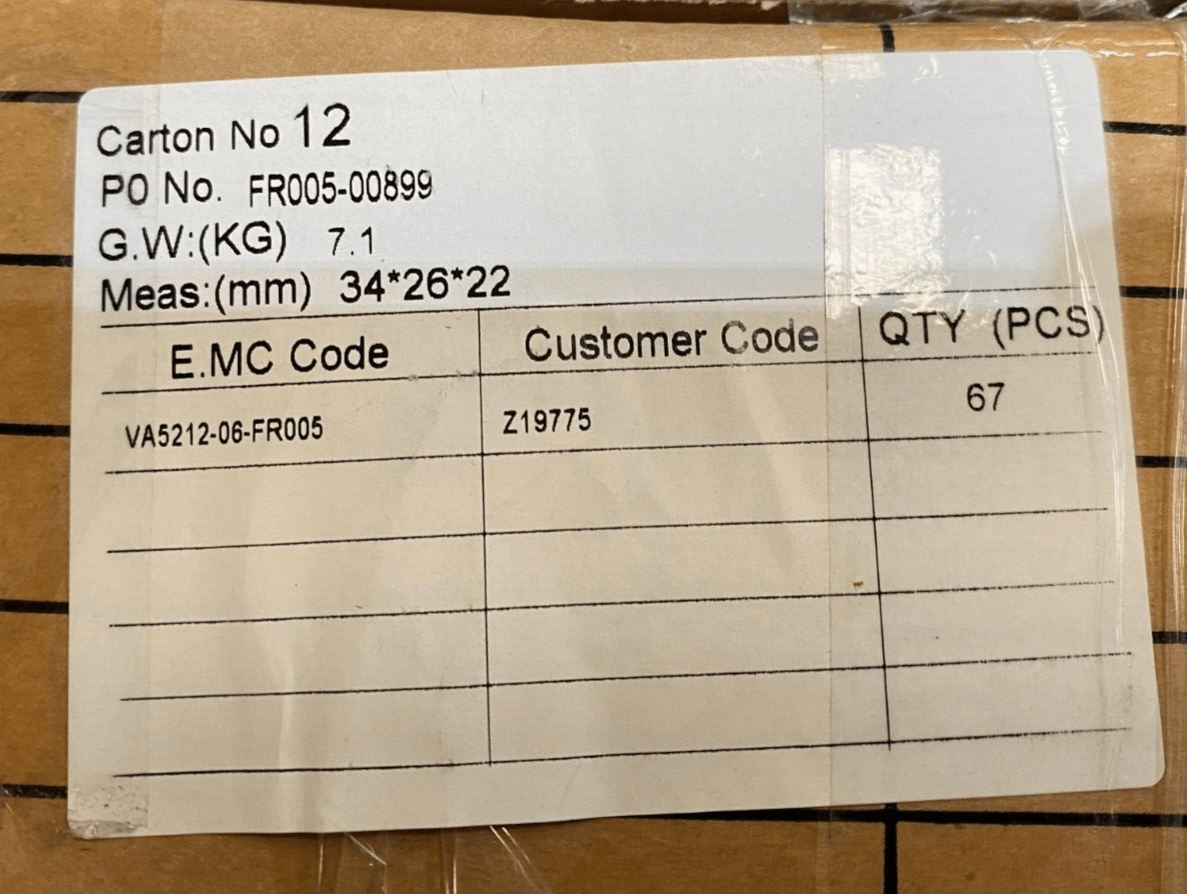 Carton No 12
PO No. FR005-00899
G.W:(KG) 7.1
Meas:(mm) 34*26*22
E.MC Code Customer Code QTY (PCS)
VA5212-06-FR005 Z19775 67